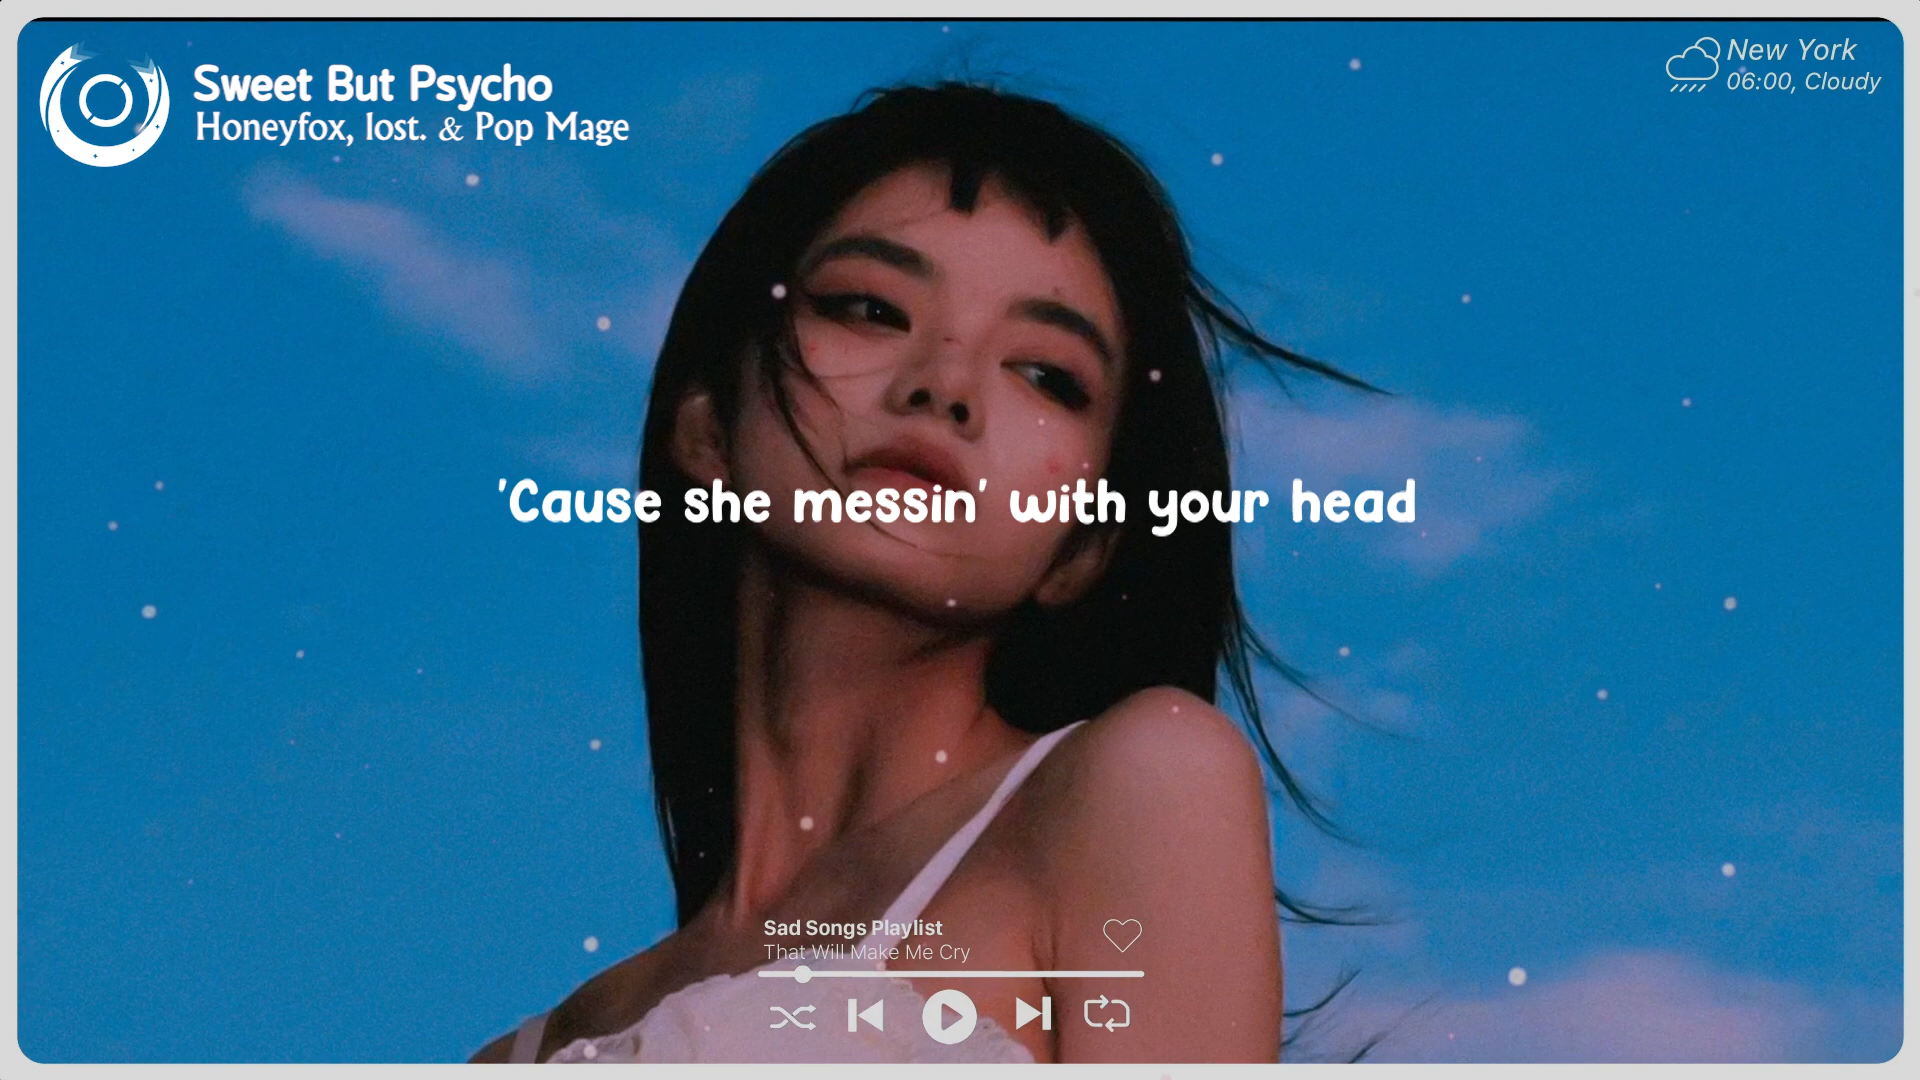 Sweet But Psycho
Honeyfox, lost. & Pop Mage
New York
06:00, Cloudy
'Cause she messin' with your head
Sad Songs Playlist
That Will Make Me Cry